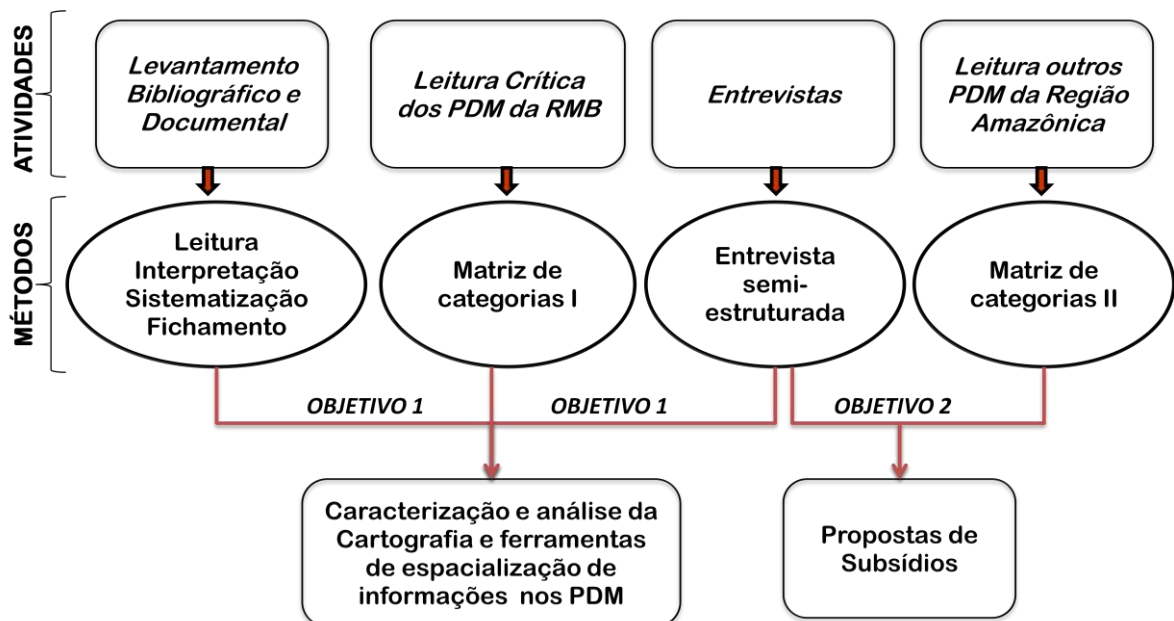 ATIVIDADES
Levantamento
Bibliográfico e
Documental
Leitura Crítica
dos PDM da RMB
Entrevistas
Leitura outros
PDM da Região
Amazônica
MÉTODOS
Leitura
Interpretação
Sistematização
Fichamento
Matriz de
categorias I
Entrevista
semi-
estruturada
Matriz de
categorias II
OBJETIVO 1
OBJETIVO 1
OBJETIVO 2
Caracterização e análise da
Cartografia e ferramentas
de espacialização de
informações nos PDM
Propostas de
Subsídios